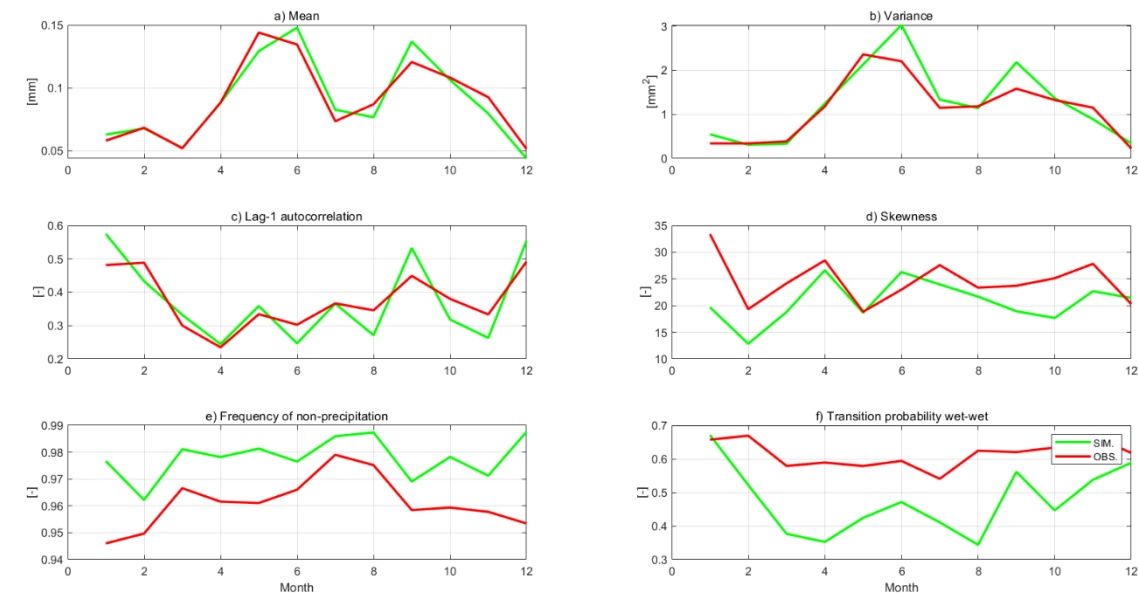 a) Mean
[mm]
0.15
0.1
0.05
0 2 4 6 8 10 12
b) Variance
[mm²]
3
2
1
0
0 2 4 6 8 10 12
c) Lag-1 autocorrelation
[-]
0.6
0.5
0.4
0.3
0.2
0 2 4 6 8 10 12
d) Skewness
[-]
35
30
25
20
15
10
0 2 4 6 8 10 12
e) Frequency of non-precipitation
[-]
0.99
0.98
0.97
0.96
0.95
0.94
0 2 4 6 8 10 12
Month
f) Transition probability wet-wet
[-]
0.7
0.6
0.5
0.4
0.3
SIM.
OBS.
0 2 4 6 8 10 12
Month